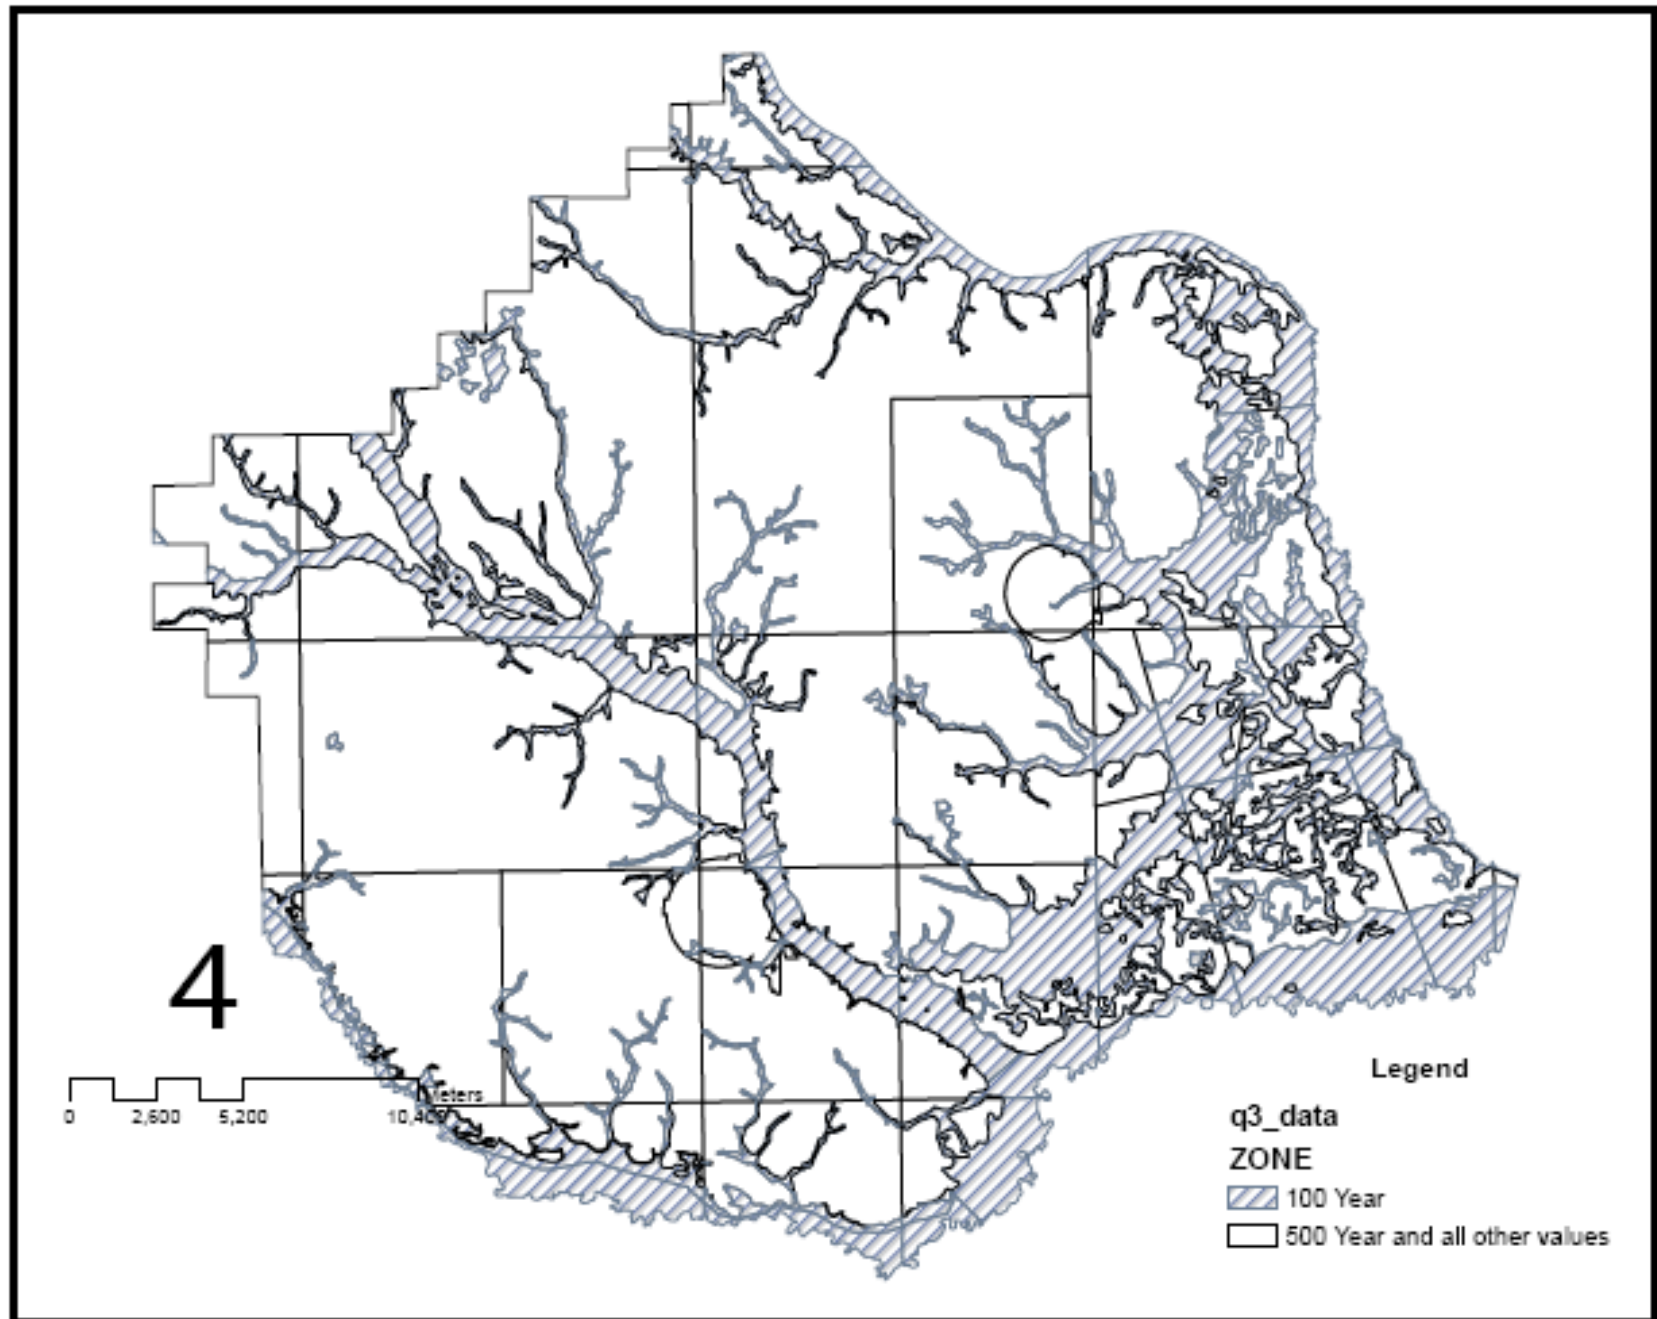 4
Meters
0 2,600 5,200 10,400
Legend
q3_data
ZONE
100 Year
500 Year and all other values